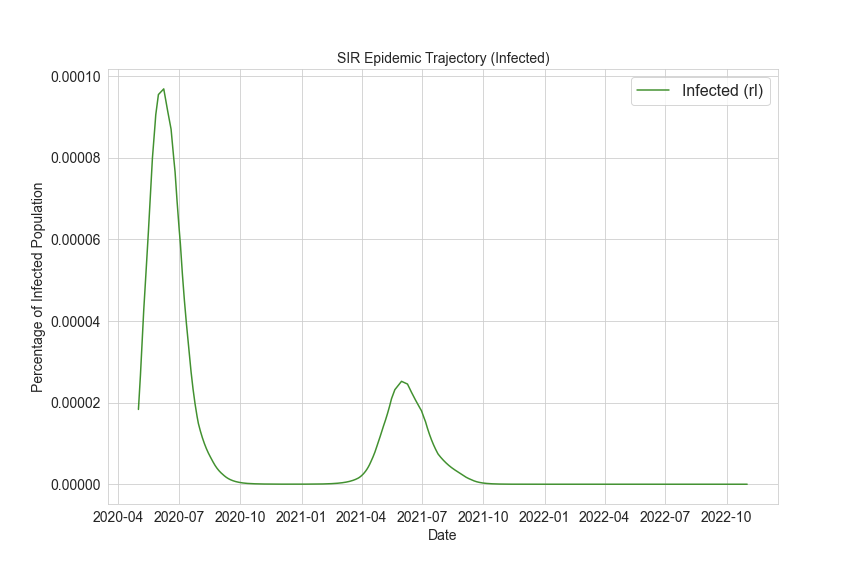 SIR Epidemic Trajectory (Infected)
Infected (rI)
Percentage of Infected Population
0.00010
0.00008
0.00006
0.00004
0.00002
0.00000
2020-04 2020-07 2020-10 2021-01 2021-04 2021-07 2021-10 2022-01 2022-04 2022-07 2022-10
Date